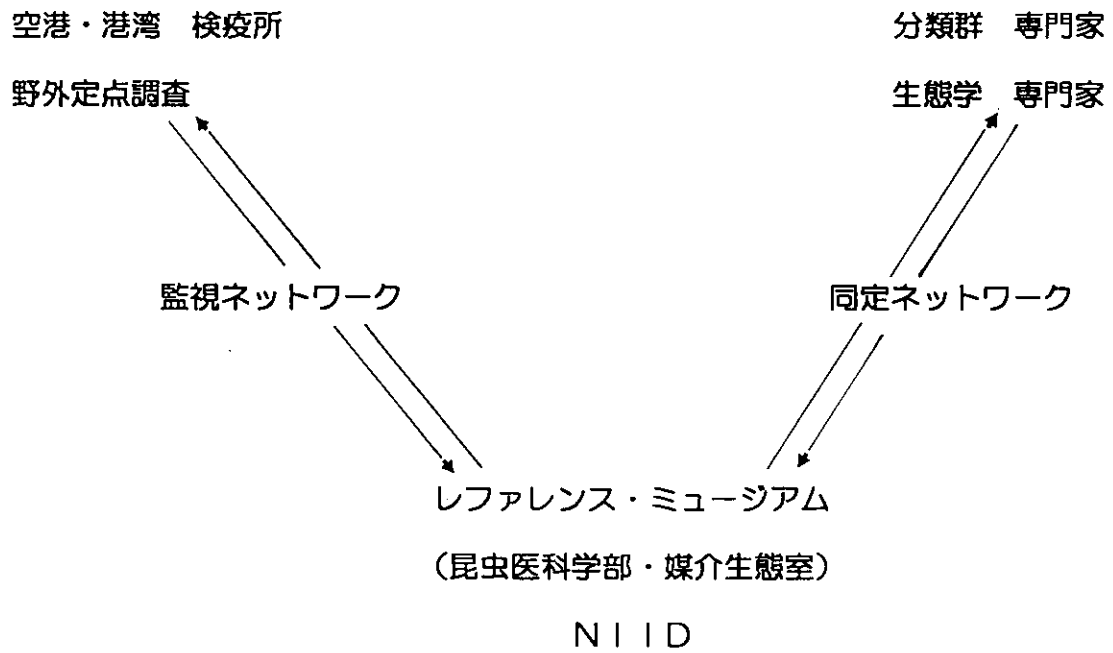 空港・港湾　検疫所
野外定点調査
分類群　専門家
生態学　専門家
監視ネットワーク
同定ネットワーク
レファレンス・ミュージアム
（昆虫医科学部・媒介生態室）
ＮＩＩＤ